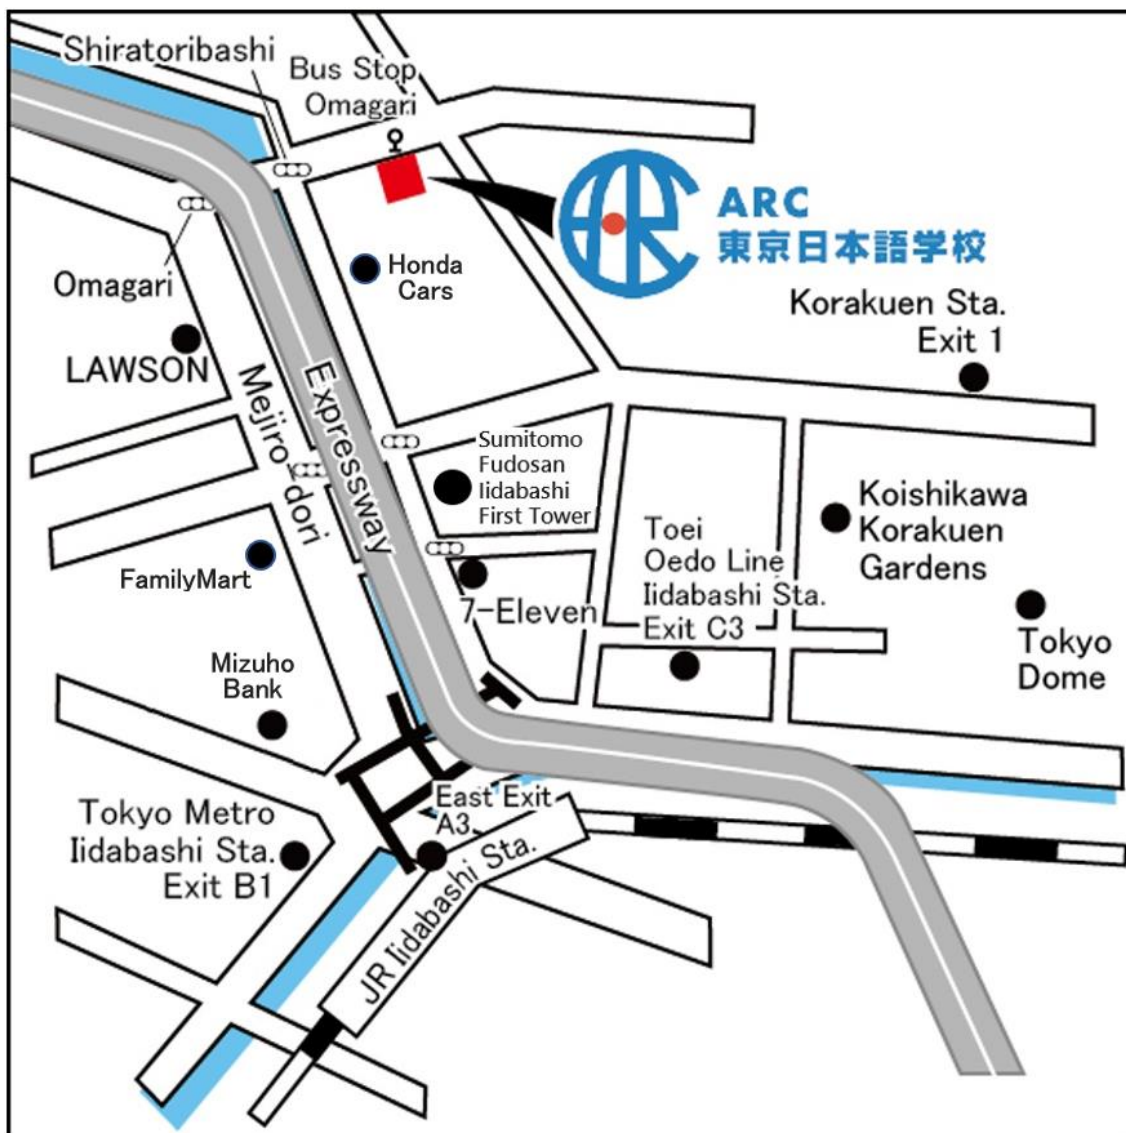 Shiratoribashi
Bus Stop
Omagari
ARC
東京日本語学校
Honda
Cars
Omagari
LAWSON
Korakuen Sta.
Exit 1
Mejiro-dori
Expressway
Sumitomo
Fudosan
Iidabashi
First Tower
Koishikawa
Korakuen
Gardens
Toei
Oedo Line
Iidabashi Sta.
Exit C3
FamilyMart
7-Eleven
Tokyo
Dome
Mizuho
Bank
East Exit
A3
Tokyo Metro
Iidabashi Sta.
Exit B1
JR Iidabashi Sta.